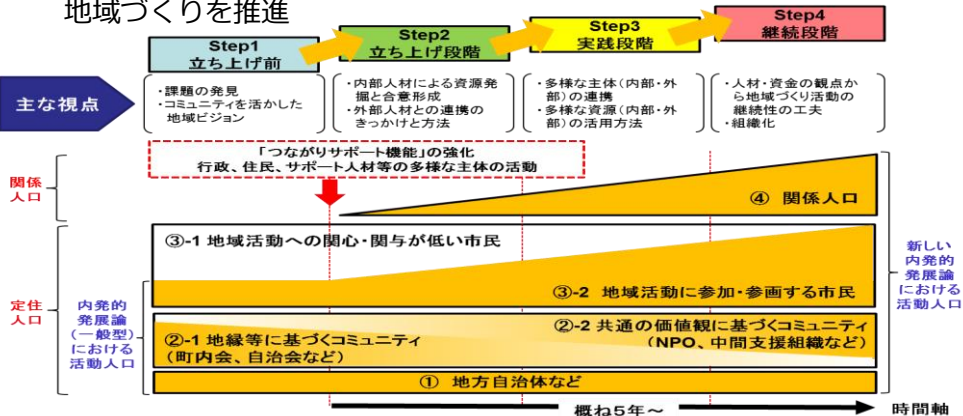 地域づくりを推進
Step1
立ち上げ前
Step2
立ち上げ段階
Step3
実践段階
Step4
継続段階
主な視点
・課題の発見
・コミュニティを活かした
地域ビジョン
・内部人材による資源発
掘と合意形成
・外部人材との連携の
きっかけと方法
・多様な主体(内部・外
部)の連携
・多様な資源(内部・外
部)の活用方法
・人材・資金の観点か
ら地域づくり活動の
継続性の工夫
・組織化
「つながりサポート機能」の強化
行政、住民、サポート人材等の多様な主体の活動
関係
人口
④ 関係人口
③-1 地域活動への関心・関与が低い市民
③-2 地域活動に参加・参画する市民
定住
人口
内発的
発展論
(一般型)
における
活動人口
②-1 地縁等に基づくコミュニティ
(町内会、自治会など)
②-2 共通の価値観に基づくコミュニティ
(NPO、中間支援組織など)
① 地方自治体など
新しい
内発的
発展論
における
活動人口
概ね5年~
時間軸